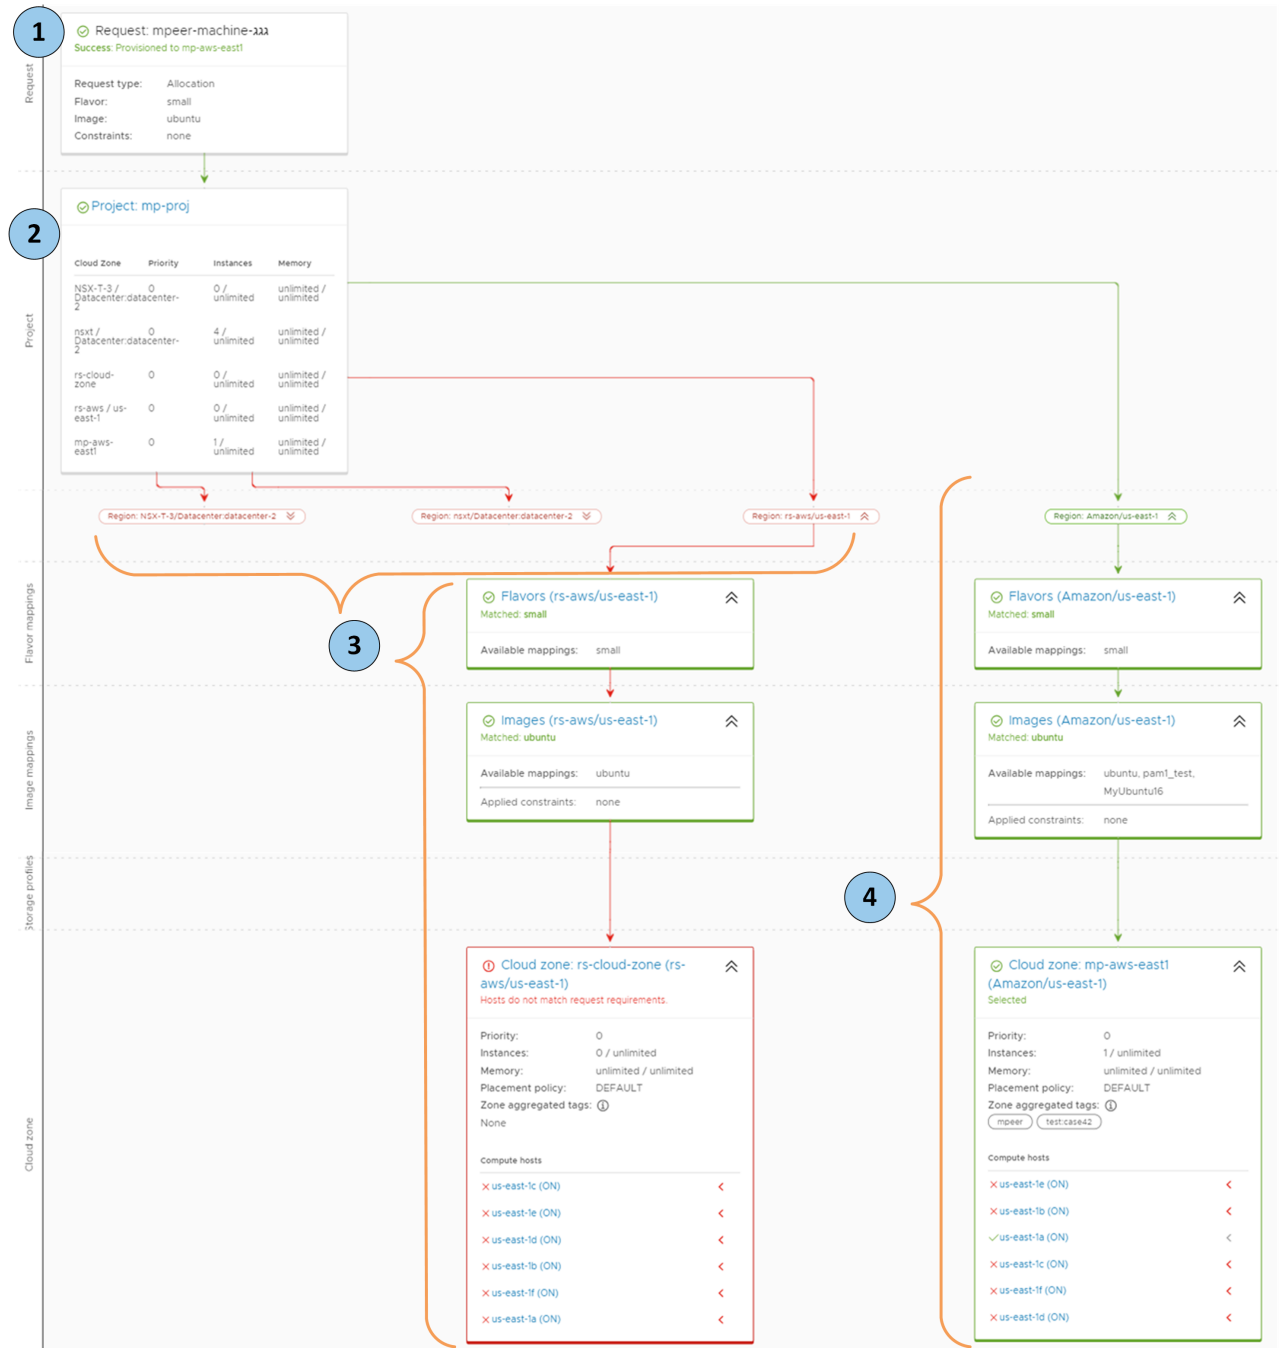 1
Request: mpeer-machine-גגג
Success: Provisioned to mp-aws-east1
Request type: Allocation
Flavor: small
Image: ubuntu
Constraints: none
Request
2
Project: mp-proj
Cloud Zone Priority Instances Memory
NSX-T-3 / Datacenter:datacenter-2 0 0 / unlimited unlimited / unlimited
nsxt / Datacenter:datacenter-2 0 4 / unlimited unlimited / unlimited
rs-cloud-zone 0 0 / unlimited unlimited / unlimited
rs-aws / us-east-1 0 0 / unlimited unlimited / unlimited
mp-aws-east1 0 1 / unlimited unlimited / unlimited
Project
Region: NSX-T-3/Datacenter:datacenter-2
Region: nsxt/Datacenter:datacenter-2
Region: rs-aws/us-east-1
Region: Amazon/us-east-1
3
Flavor mappings
Flavors (rs-aws/us-east-1)
Matched: small
Available mappings: small
Flavors (Amazon/us-east-1)
Matched: small
Available mappings: small
Image mappings
Images (rs-aws/us-east-1)
Matched: ubuntu
Available mappings: ubuntu
Applied constraints: none
Images (Amazon/us-east-1)
Matched: ubuntu
Available mappings: ubuntu, pam1_test,
MyUbuntu16
Applied constraints: none
Storage profiles
4
Cloud zone
Cloud zone: rs-cloud-zone (rs-
aws/us-east-1)
Hosts do not match request requirements.
Priority: 0
Instances: 0 / unlimited
Memory: unlimited / unlimited
Placement policy: DEFAULT
Zone aggregated tags:
None
Compute hosts
us-east-1c (ON)
us-east-1e (ON)
us-east-1d (ON)
us-east-1b (ON)
us-east-1f (ON)
us-east-1a (ON)
Cloud zone: mp-aws-east1
(Amazon/us-east-1)
Selected
Priority: 0
Instances: 1 / unlimited
Memory: unlimited / unlimited
Placement policy: DEFAULT
Zone aggregated tags:
mpeer test:case42
Compute hosts
us-east-1e (ON)
us-east-1b (ON)
us-east-1a (ON)
us-east-1c (ON)
us-east-1f (ON)
us-east-1d (ON)